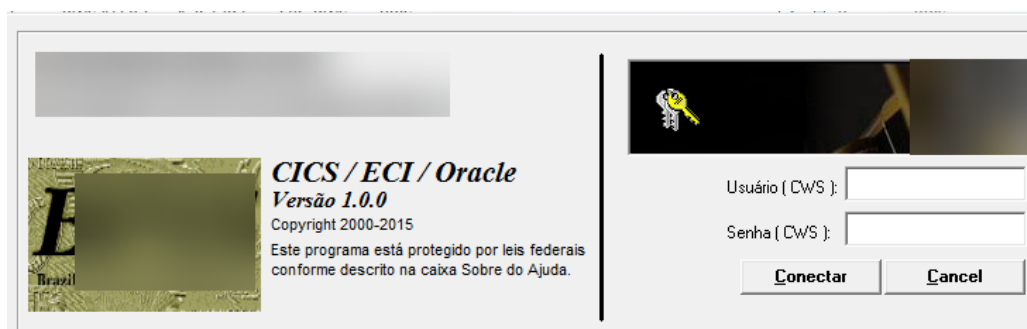 CICS / ECI / Oracle
Versão 1.0.0
Copyright 2000-2015
Este programa está protegido por leis federais
conforme descrito na caixa Sobre do Ajuda.
Brazil
Usuário ( CWS ):
Senha ( CWS ):
Conectar
Cancel